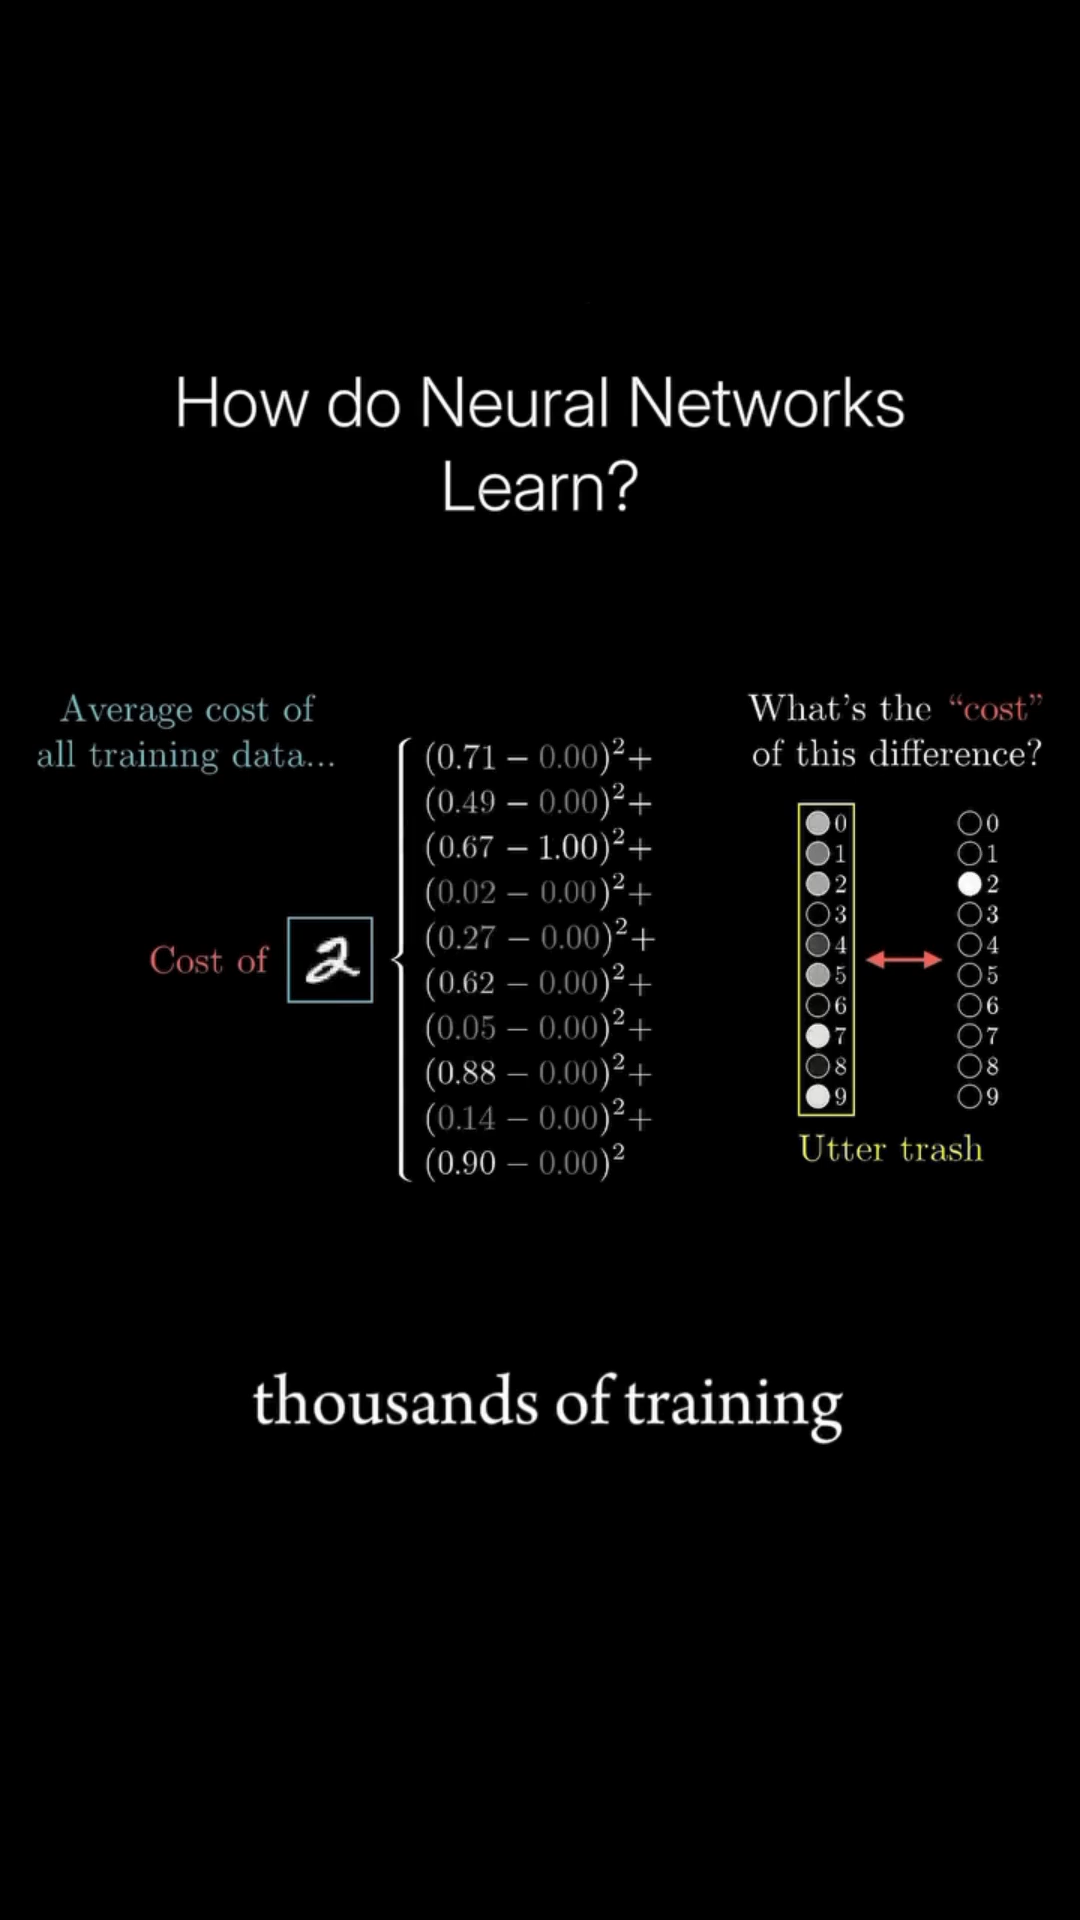 How do Neural Networks
Learn?
Average cost of
all training data...
What's the “cost”
of this difference?
Cost of 2
(0.71 − 0.00)²+
(0.49 − 0.00)²+
(0.67 − 1.00)²+
(0.02 − 0.00)²+
(0.27 − 0.00)²+
(0.62 − 0.00)²+
(0.05 − 0.00)²+
(0.88 − 0.00)²+
(0.14 − 0.00)²+
(0.90 − 0.00)²
0 0
1 1
2 2
3 3
4 4
5 5
6 6
7 7
8 8
9 9
Utter trash
thousands of training